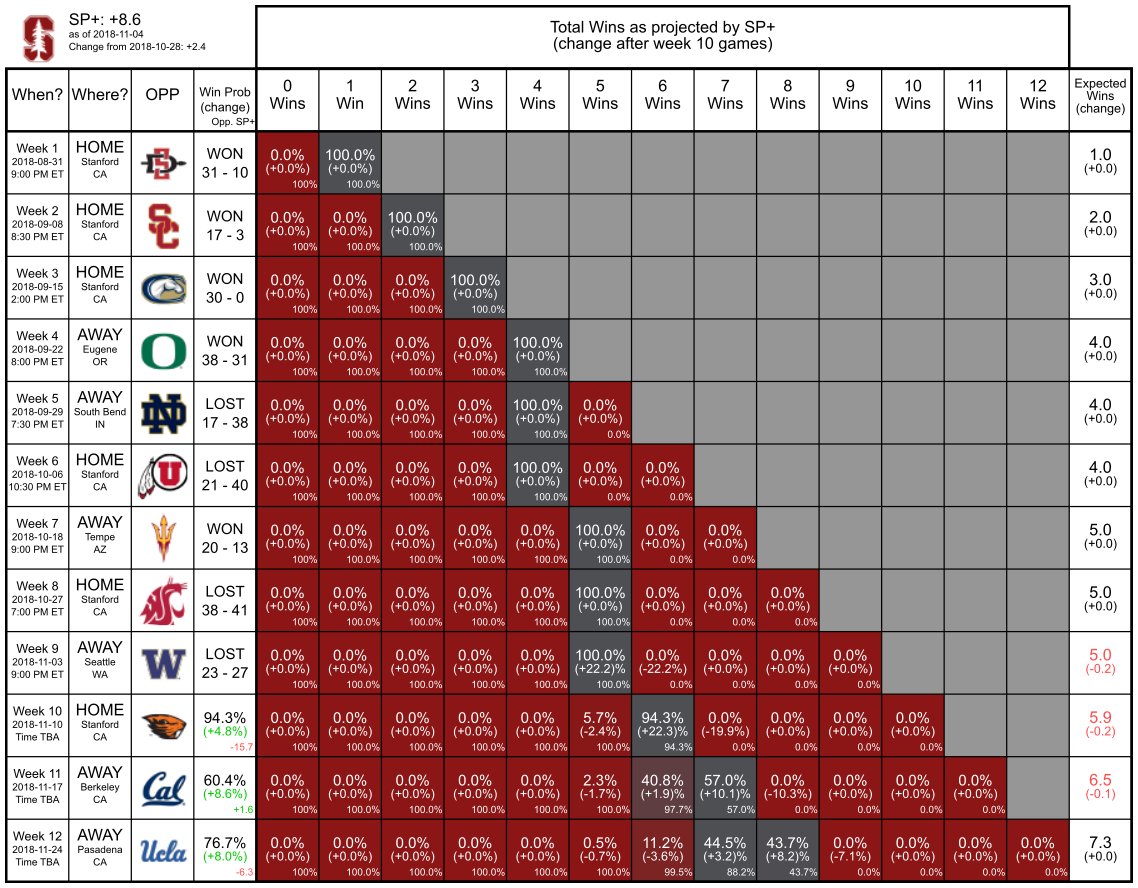 SP+: +8.6
as of 2018-11-04
Change from 2018-10-28: +2.4
Total Wins as projected by SP+
(change after week 10 games)
When? Where? OPP Win Prob (change) Opp. SP+ 0 Wins 1 Win 2 Wins 3 Wins 4 Wins 5 Wins 6 Wins 7 Wins 8 Wins 9 Wins 10 Wins 11 Wins 12 Wins Expected Wins (change)
Week 1 HOME WON 0.0% 100.0% 1.0
2018-08-31 Stanford 31 - 10 (+0.0%) (+0.0%) (+0.0)
9:00 PM ET CA 100% 100.0%
Week 2 HOME SC WON 0.0% 0.0% 100.0% 2.0
2018-09-08 Stanford 17 - 3 (+0.0%) (+0.0%) (+0.0%) (+0.0)
8:30 PM ET CA 100% 100.0% 100.0%
Week 3 HOME WON 0.0% 0.0% 0.0% 100.0% 3.0
2018-09-15 Stanford 30 - 0 (+0.0%) (+0.0%) (+0.0%) (+0.0%) (+0.0)
2:00 PM ET CA 100% 100.0% 100.0% 100.0%
Week 4 AWAY O WON 0.0% 0.0% 0.0% 0.0% 100.0% 4.0
2018-09-22 Eugene 38 - 31 (+0.0%) (+0.0%) (+0.0%) (+0.0%) (+0.0%) (+0.0)
8:00 PM ET OR 100% 100.0% 100.0% 100.0% 100.0%
Week 5 AWAY ND LOST 0.0% 0.0% 0.0% 0.0% 100.0% 0.0% 4.0
2018-09-29 South Bend 17 - 38 (+0.0%) (+0.0%) (+0.0%) (+0.0%) (+0.0%) (+0.0%) (+0.0)
7:30 PM ET IN 100% 100.0% 100.0% 100.0% 100.0% 0.0%
Week 6 HOME U LOST 0.0% 0.0% 0.0% 0.0% 100.0% 0.0% 0.0% 4.0
2018-10-06 Stanford 21 - 40 (+0.0%) (+0.0%) (+0.0%) (+0.0%) (+0.0%) (+0.0%) (+0.0%) (+0.0)
10:30 PM ET CA 100% 100.0% 100.0% 100.0% 100.0% 0.0% 0.0%
Week 7 AWAY WON 0.0% 0.0% 0.0% 0.0% 0.0% 100.0% 0.0% 0.0% 5.0
2018-10-18 Tempe 20 - 13 (+0.0%) (+0.0%) (+0.0%) (+0.0%) (+0.0%) (+0.0%) (+0.0%) (+0.0%) (+0.0)
9:00 PM ET AZ 100% 100.0% 100.0% 100.0% 100.0% 100.0% 0.0% 0.0%
Week 8 HOME LOST 0.0% 0.0% 0.0% 0.0% 0.0% 100.0% 0.0% 0.0% 0.0% 5.0
2018-10-27 Stanford 38 - 41 (+0.0%) (+0.0%) (+0.0%) (+0.0%) (+0.0%) (+0.0%) (+0.0%) (+0.0%) (+0.0%) (+0.0)
7:00 PM ET CA 100% 100.0% 100.0% 100.0% 100.0% 100.0% 0.0% 0.0% 0.0%
Week 9 AWAY W LOST 0.0% 0.0% 0.0% 0.0% 0.0% 100.0% 0.0% 0.0% 0.0% 0.0% 5.0
2018-11-03 Seattle 23 - 27 (+0.0%) (+0.0%) (+0.0%) (+0.0%) (+0.0%) (+22.2)% (-22.2%) (+0.0%) (+0.0%) (+0.0%) (-0.2)
9:00 PM ET WA 100% 100.0% 100.0% 100.0% 100.0% 100.0% 0.0% 0.0% 0.0% 0.0%
Week 10 HOME 94.3% 0.0% 0.0% 0.0% 0.0% 0.0% 5.7% 94.3% 0.0% 0.0% 0.0% 0.0% 5.9
2018-11-10 Stanford (+4.8%) (+0.0%) (+0.0%) (+0.0%) (+0.0%) (+0.0%) (-2.4%) (+22.3)% (-19.9%) (+0.0%) (+0.0%) (+0.0%) (-0.2)
Time TBA CA -15.7 100% 100.0% 100.0% 100.0% 100.0% 100.0% 94.3% 0.0% 0.0% 0.0% 0.0%
Week 11 AWAY Cal 60.4% 0.0% 0.0% 0.0% 0.0% 0.0% 2.3% 40.8% 57.0% 0.0% 0.0% 0.0% 0.0% 6.5
2018-11-17 Berkeley (+8.6%) (+0.0%) (+0.0%) (+0.0%) (+0.0%) (+0.0%) (-1.7%) (+1.9)% (+10.1)% (-10.3%) (+0.0%) (+0.0%) (+0.0%) (-0.1)
Time TBA CA +1.6 100% 100.0% 100.0% 100.0% 100.0% 100.0% 97.7% 57.0% 0.0% 0.0% 0.0% 0.0%
Week 12 AWAY Ucla 76.7% 0.0% 0.0% 0.0% 0.0% 0.0% 0.5% 11.2% 44.5% 43.7% 0.0% 0.0% 0.0% 0.0% 7.3
2018-11-24 Pasadena (+8.0%) (+0.0%) (+0.0%) (+0.0%) (+0.0%) (+0.0%) (-0.7%) (-3.6%) (+3.2)% (+8.2)% (-7.1%) (+0.0%) (+0.0%) (+0.0%) (+0.0)
Time TBA CA -6.3 100% 100.0% 100.0% 100.0% 100.0% 100.0% 99.5% 88.2% 43.7% 0.0% 0.0% 0.0% 0.0%